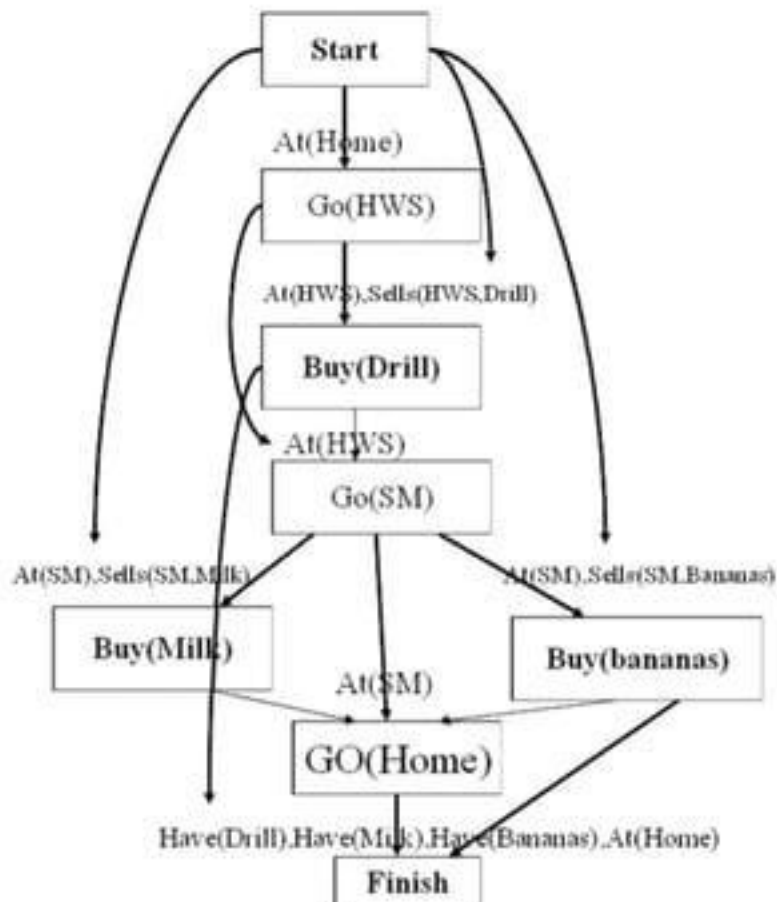 Start
At(Home)
Go(HWS)
At(HWS),Sells(HWS,Drill)
Buy(Drill)
At(HWS)
Go(SM)
At(SM),Sells(SM,Milk)
At(SM),Sells(SM,Bananas)
Buy(Milk)
Buy(bananas)
At(SM)
GO(Home)
Have(Drill),Have(Milk),Have(Bananas),At(Home)
Finish